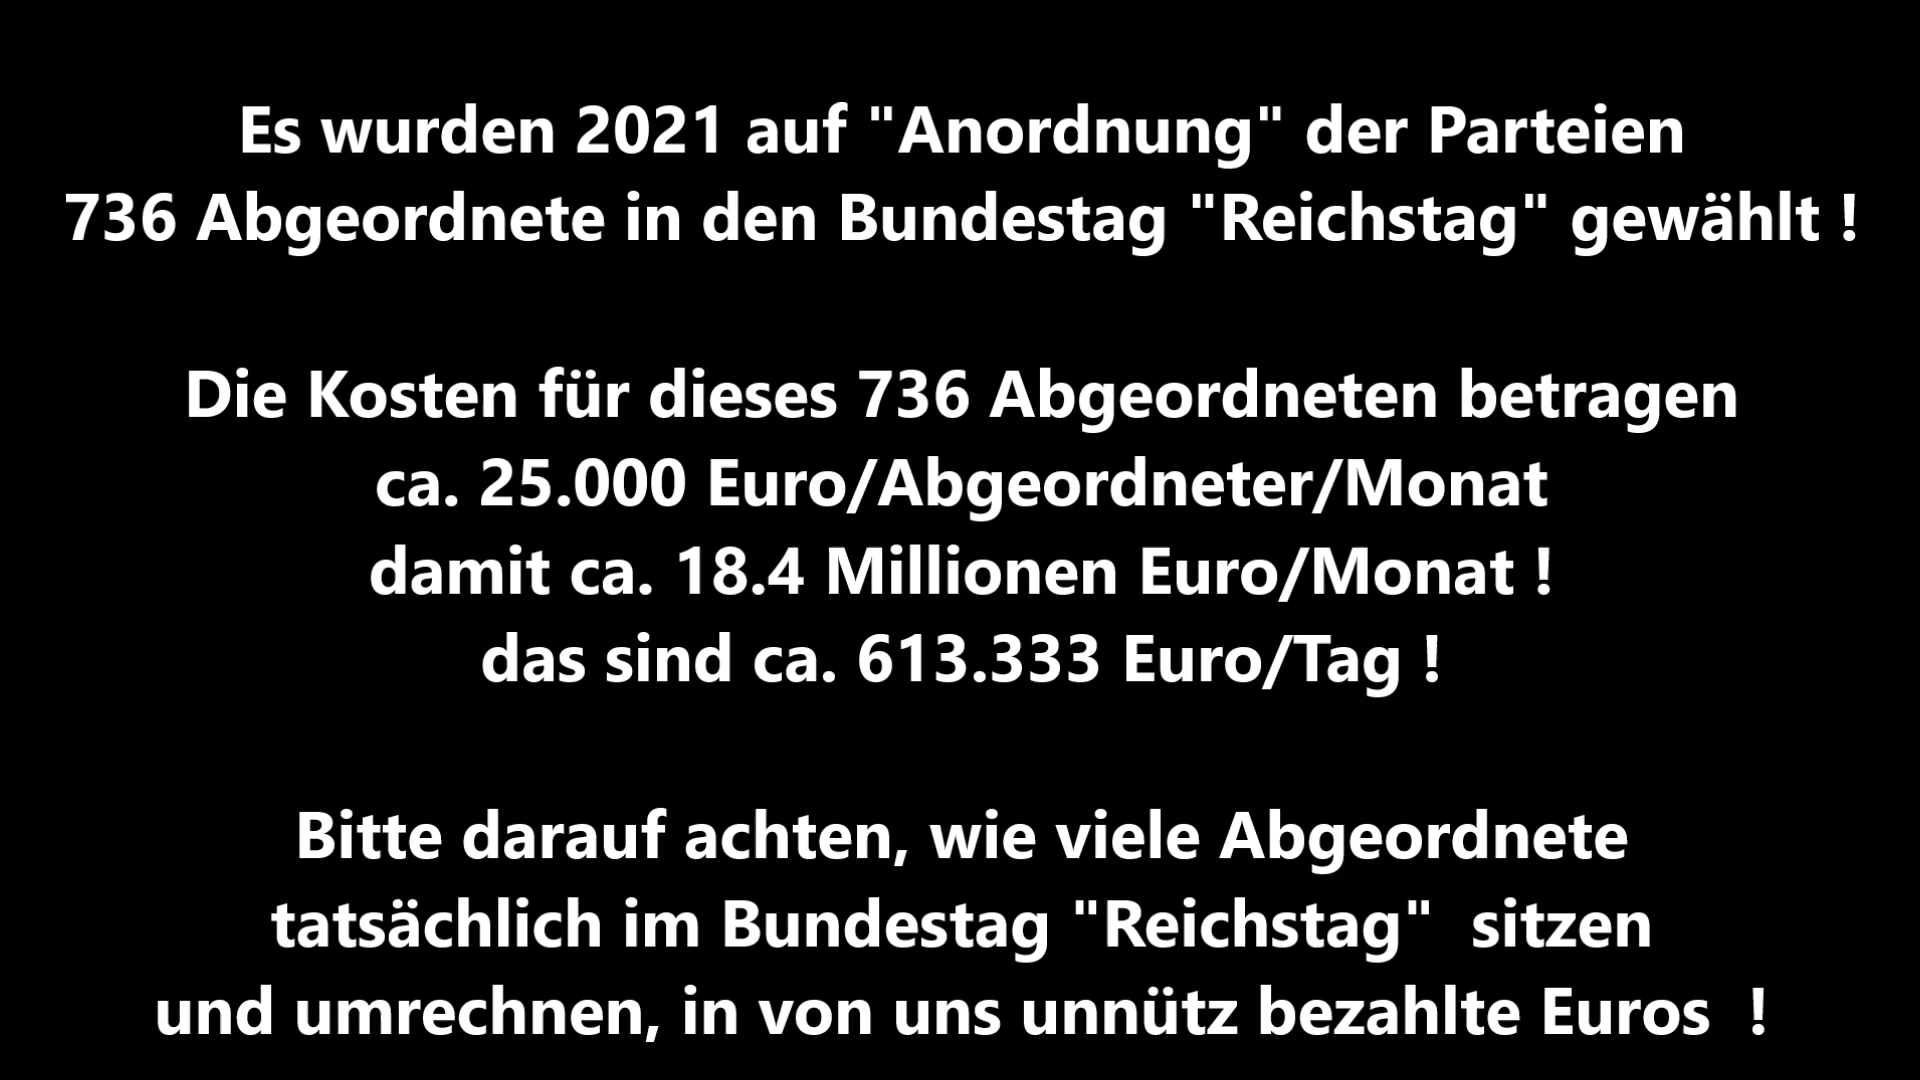 Es wurden 2021 auf "Anordnung" der Parteien
736 Abgeordnete in den Bundestag "Reichstag" gewählt !
Die Kosten für dieses 736 Abgeordneten betragen
ca. 25.000 Euro/Abgeordneter/Monat
damit ca. 18.4 Millionen Euro/Monat !
das sind ca. 613.333 Euro/Tag !
Bitte darauf achten, wie viele Abgeordnete
tatsächlich im Bundestag "Reichstag" sitzen
und umrechnen, in von uns unnütz bezahlte Euros !